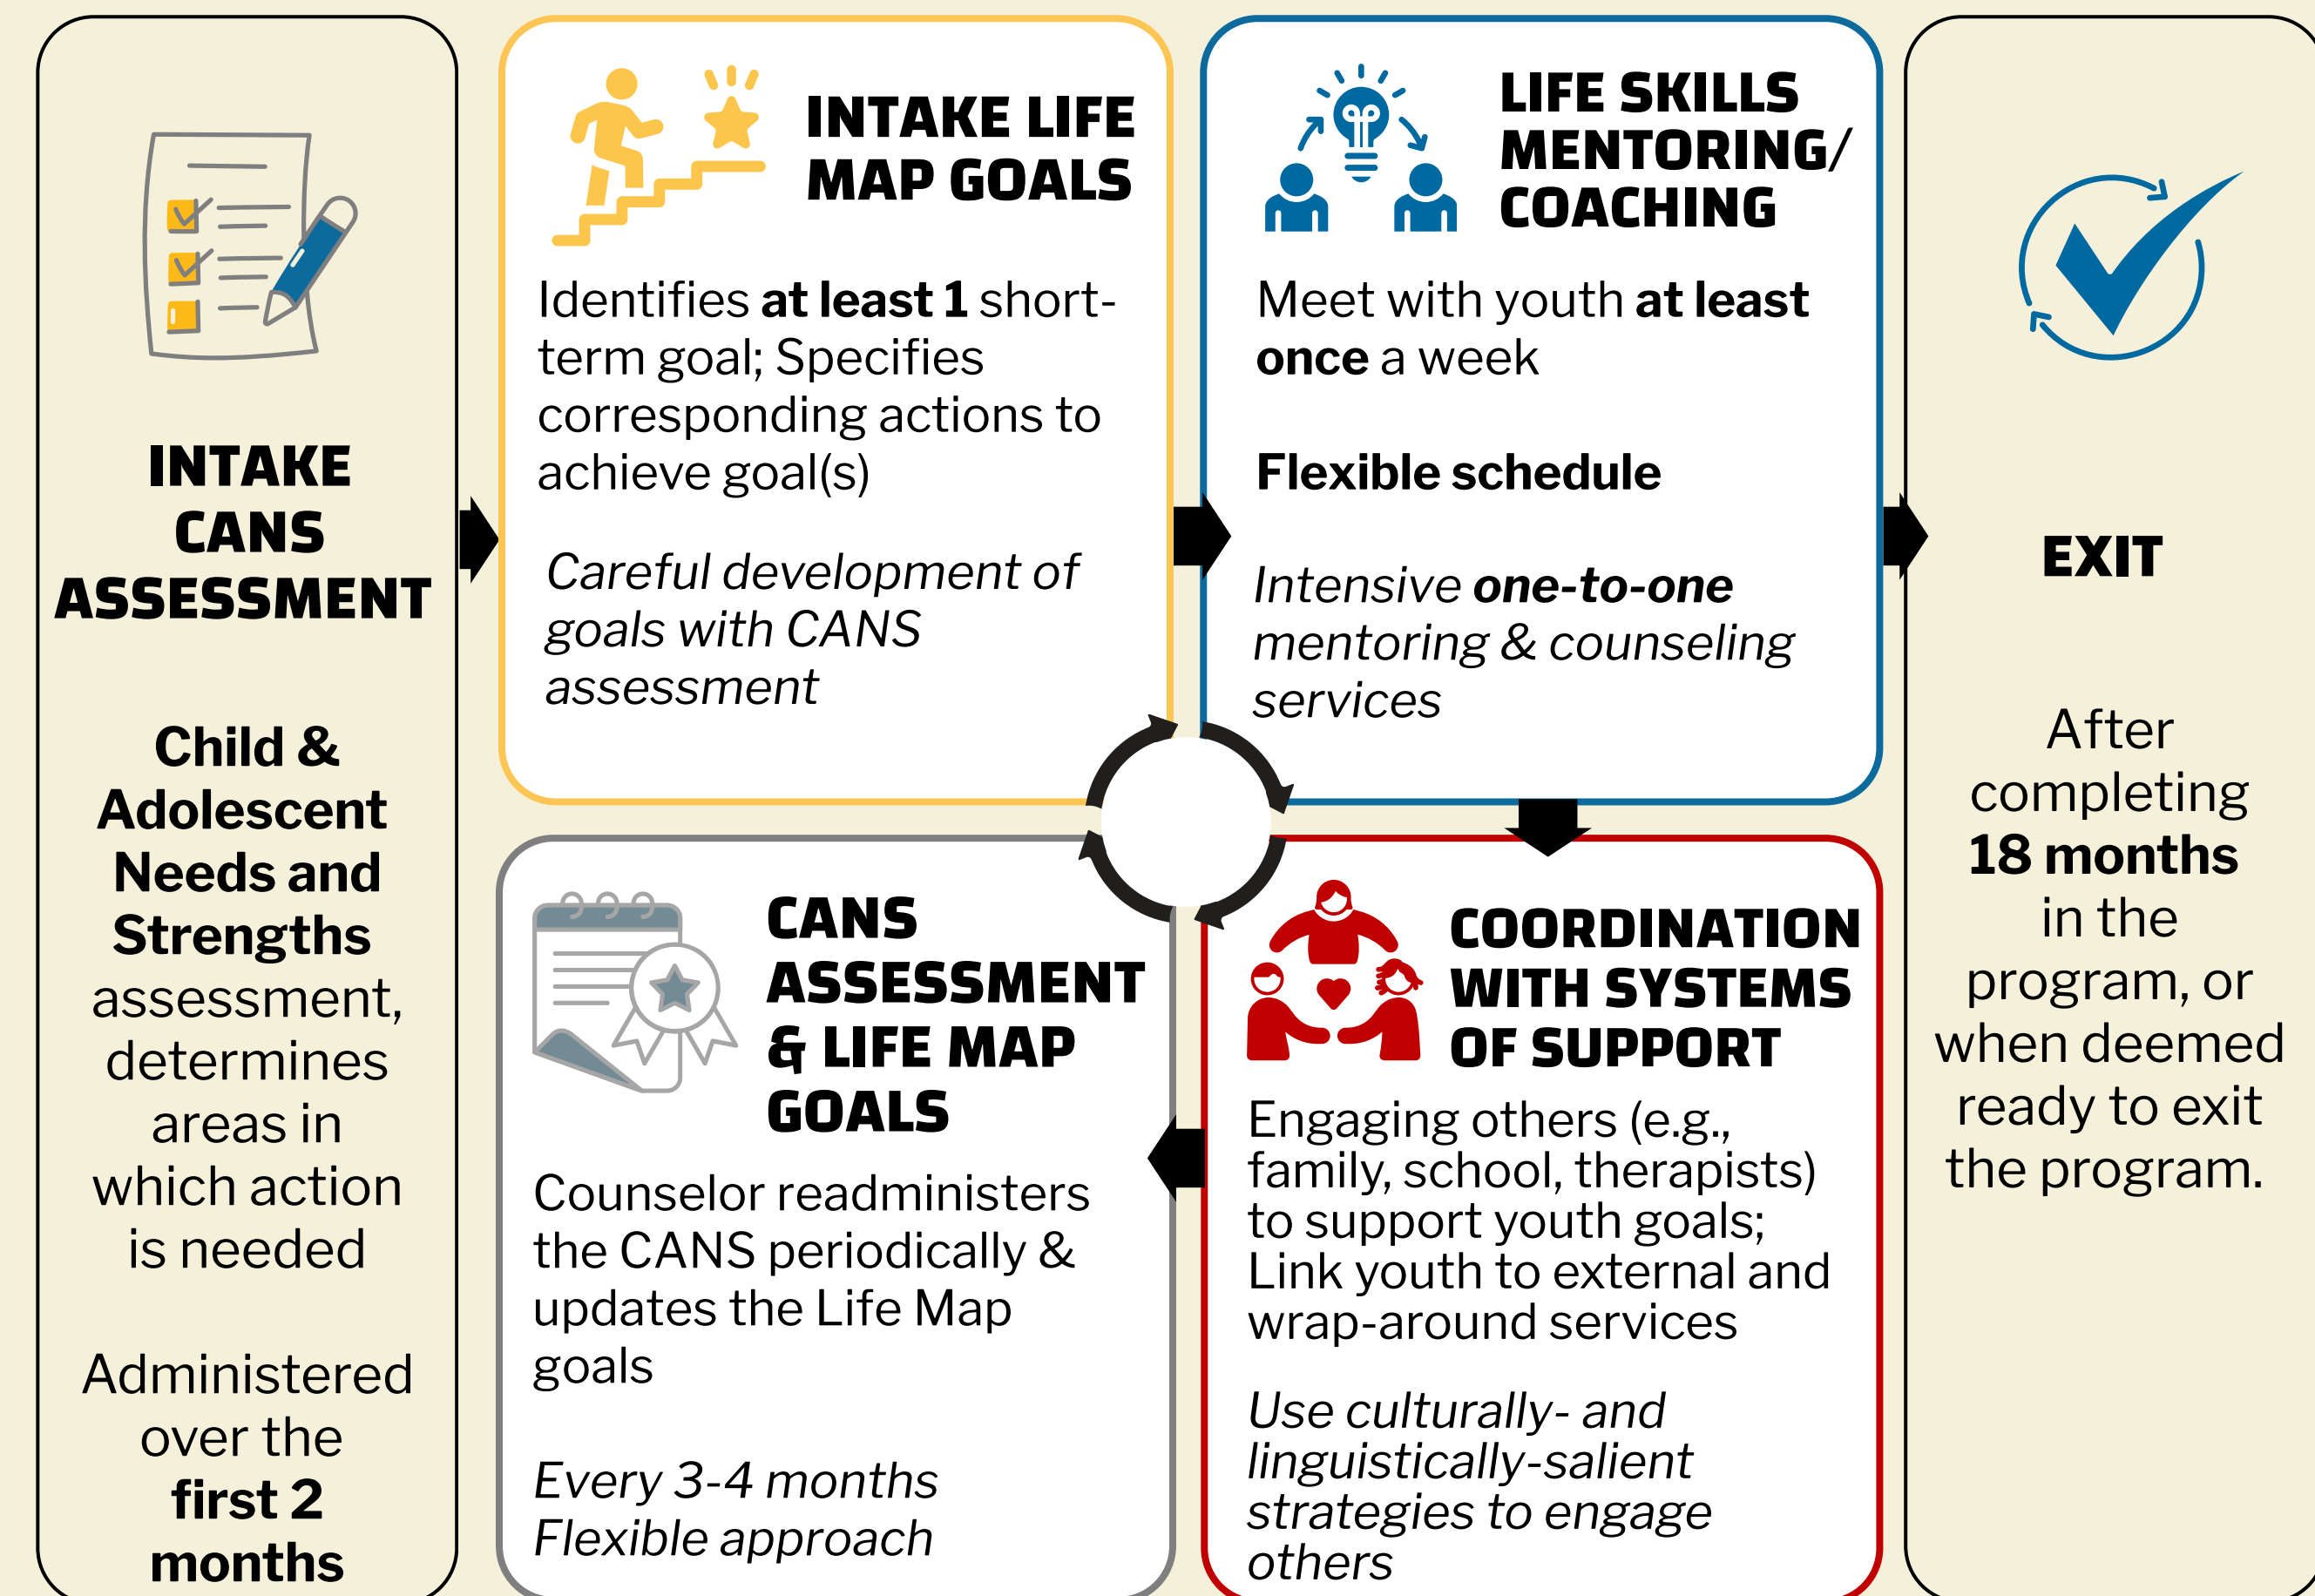 INTAKE
CANS
ASSESSMENT
Child &
Adolescent
Needs and
Strengths
assessment,
determines
areas in
which action
is needed
Administered
over the
first 2
months
INTAKE LIFE
MAP GOALS
Identifies at least 1 short-
term goal; Specifies
corresponding actions to
achieve goal(s)
Careful development of
goals with CANS
assessment
LIFE SKILLS
MENTORING/
COACHING
Meet with youth at least
once a week
Flexible schedule
Intensive one-to-one
mentoring & counseling
services
COORDINATION
WITH SYSTEMS
OF SUPPORT
Engaging others (e.g.,
family, school, therapists)
to support youth goals;
Link youth to external and
wrap-around services
Use culturally- and
linguistically-salient
strategies to engage
others
CANS
ASSESSMENT
& LIFE MAP
GOALS
Counselor readministers
the CANS periodically &
updates the Life Map
goals
Every 3-4 months
Flexible approach
EXIT
After
completing
18 months
in the
program, or
when deemed
ready to exit
the program.